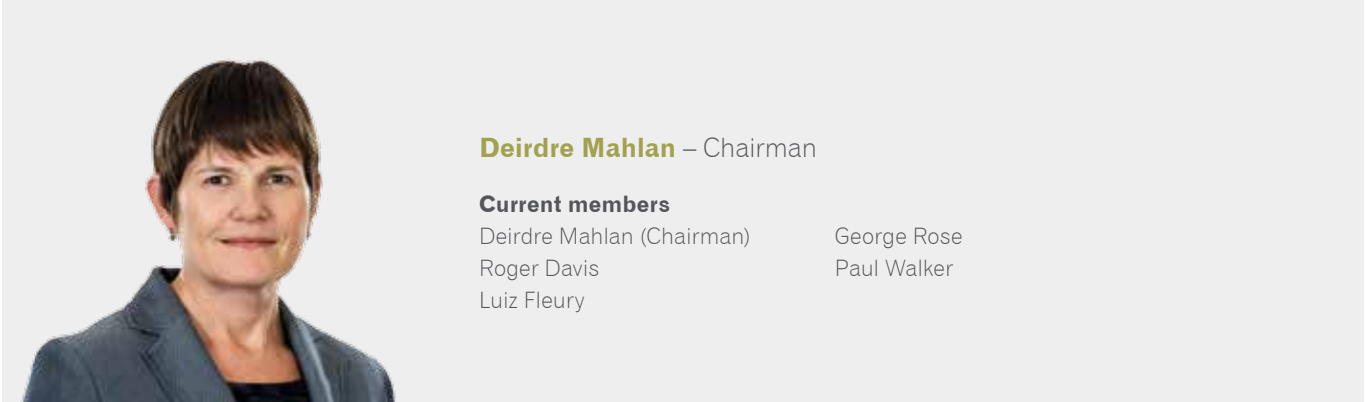 Deirdre Mahlan – Chairman
Current members
Deirdre Mahlan (Chairman)
Roger Davis
Luiz Fleury
George Rose
Paul Walker